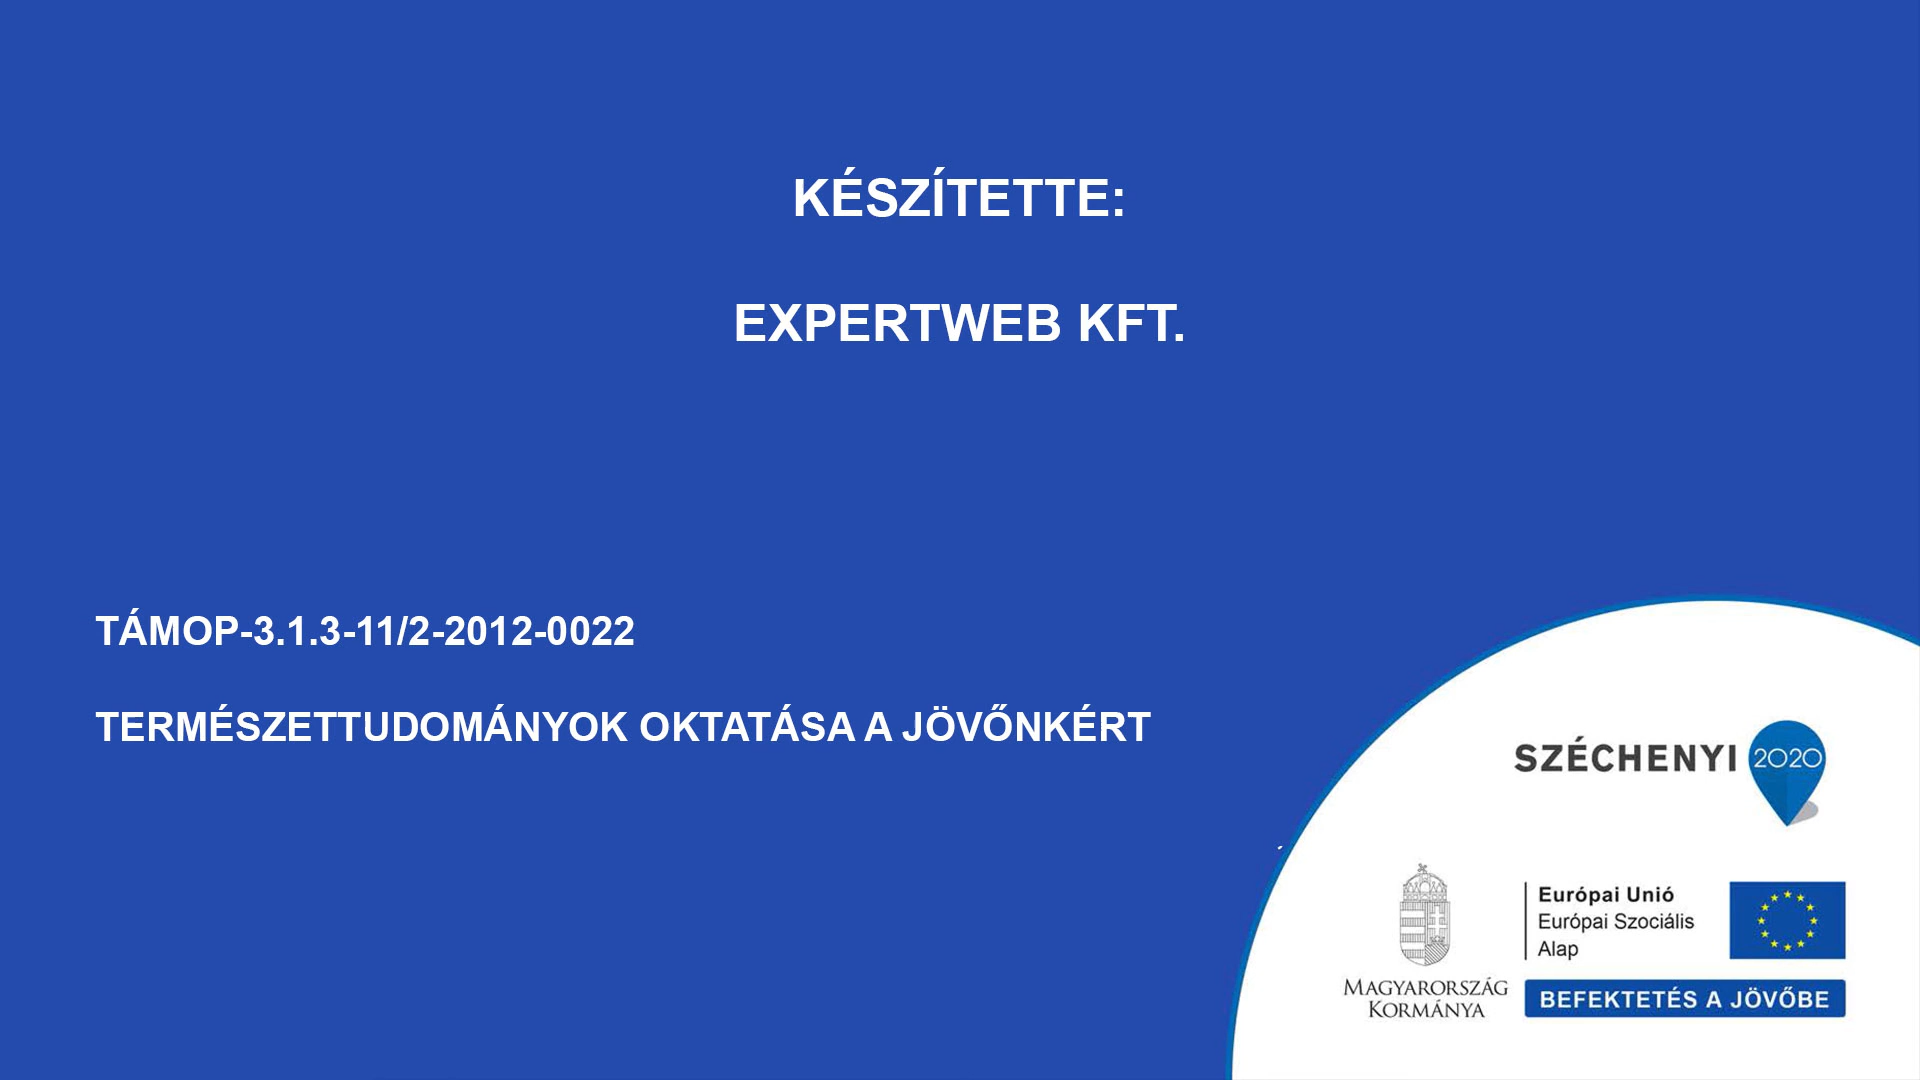 KÉSZÍTETTE:
EXPERTWEB KFT.
TÁMOP-3.1.3-11/2-2012-0022
TERMÉSZETTUDOMÁNYOK OKTATÁSA A JÖVŐNKÉRT
SZÉCHENYI 2020
MAGYARORSZÁG
KORMÁNYA
Európai Unió
Európai Szociális
Alap
BEFEKTETÉS A JÖVŐBE